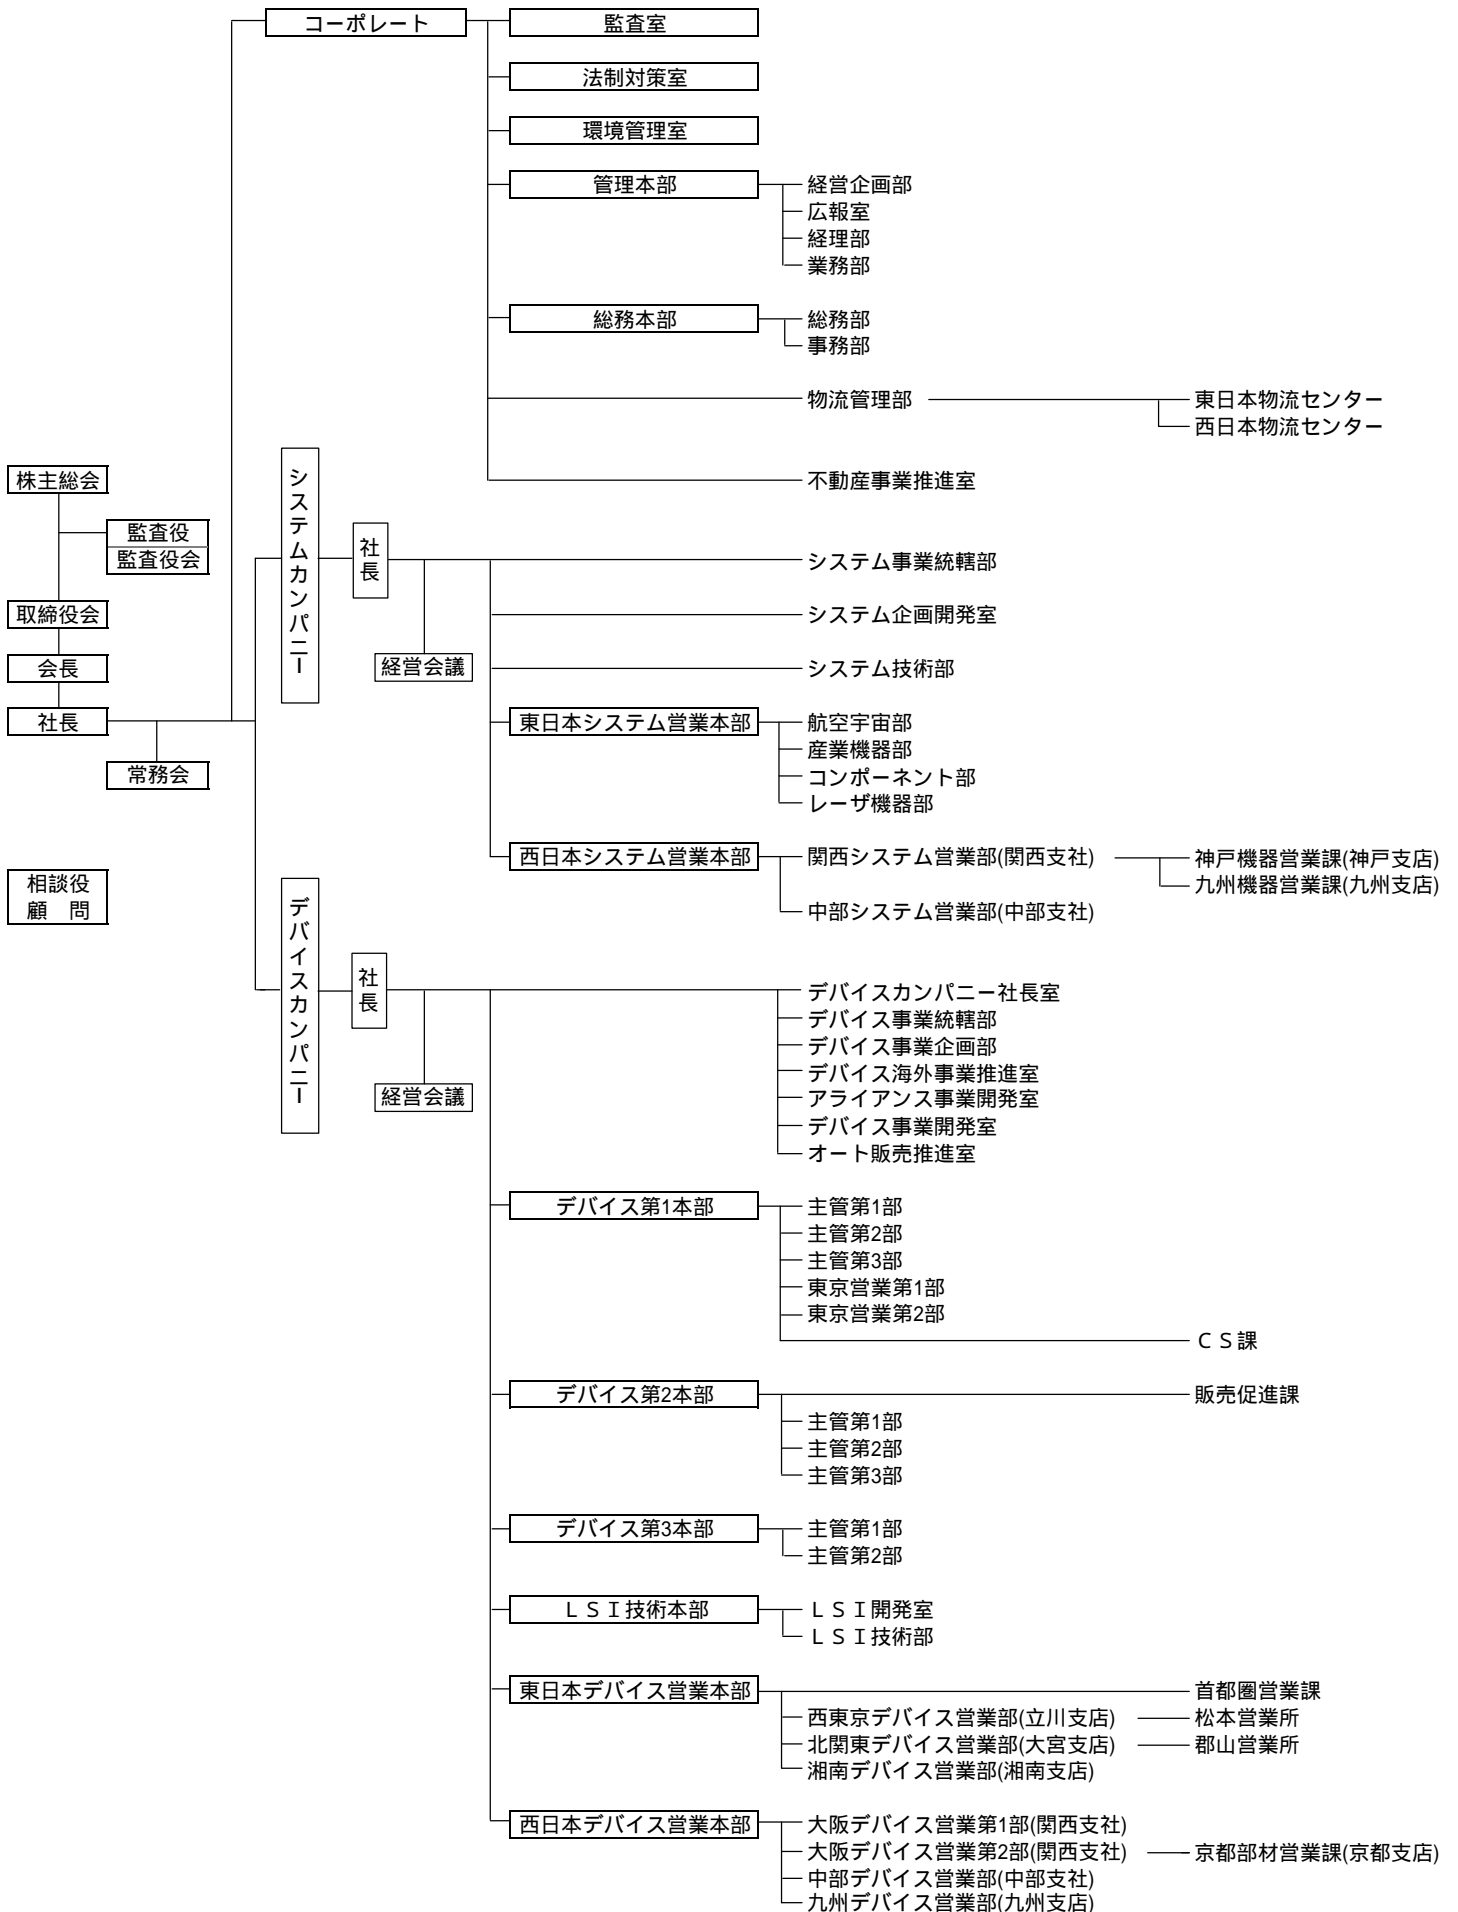 コーポレート
監査室
法制対策室
環境管理室
管理本部
経営企画部
広報室
経理部
業務部
総務本部
総務部
事務部
物流管理部
東日本物流センター
西日本物流センター
不動産事業推進室
株主総会
監査役
監査役会
取締役会
会長
社長
常務会
相談役
顧　問
システムカンパニー
社長
経営会議
システム事業統轄部
システム企画開発室
システム技術部
東日本システム営業本部
航空宇宙部
産業機器部
コンポーネント部
レーザ機器部
西日本システム営業本部
関西システム営業部(関西支社)
神戸機器営業課(神戸支店)
九州機器営業課(九州支店)
中部システム営業部(中部支社)
デバイスカンパニー
社長
経営会議
デバイスカンパニー社長室
デバイス事業統轄部
デバイス事業企画部
デバイス海外事業推進室
アライアンス事業開発室
デバイス事業開発室
オート販売推進室
デバイス第1本部
主管第1部
主管第2部
主管第3部
東京営業第1部
東京営業第2部
ＣＳ課
デバイス第2本部
販売促進課
主管第1部
主管第2部
主管第3部
デバイス第3本部
主管第1部
主管第2部
ＬＳＩ技術本部
ＬＳＩ開発室
ＬＳＩ技術部
東日本デバイス営業本部
首都圏営業課
西東京デバイス営業部(立川支店)
松本営業所
北関東デバイス営業部(大宮支店)
郡山営業所
湘南デバイス営業部(湘南支店)
西日本デバイス営業本部
大阪デバイス営業第1部(関西支社)
大阪デバイス営業第2部(関西支社)
京都部材営業課(京都支店)
中部デバイス営業部(中部支社)
九州デバイス営業部(九州支店)